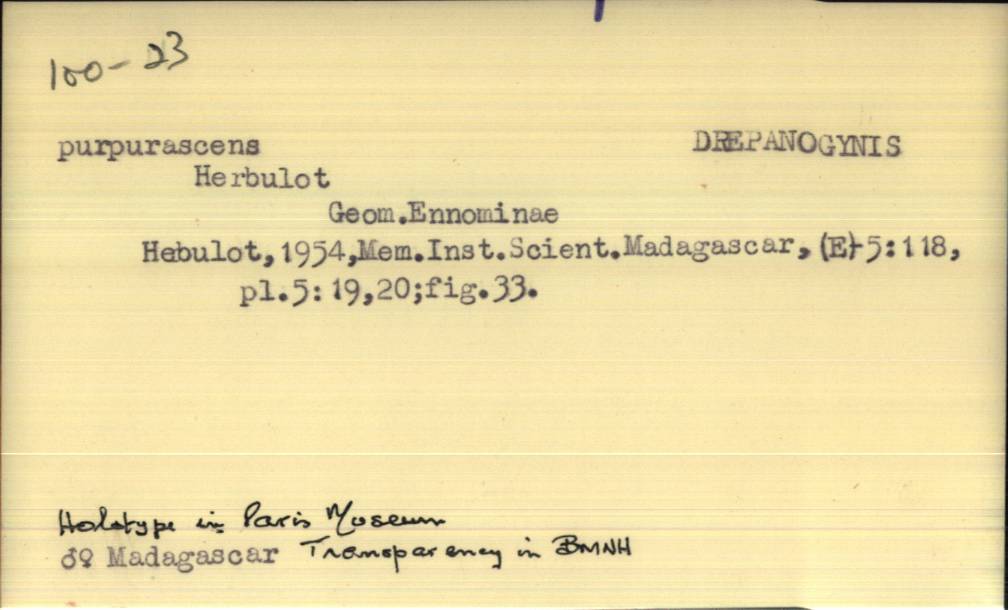 100-23
purpurascens DREPANOGYNIS
Herbulot
Geom.Ennominae
Hebulot,1954,Mem.Inst.Scient.Madagascar,(E)5:118,
pl.5:19,20;fig.33.
Holotype in Paris Museum
♂♀ Madagascar Transparency in BMNH